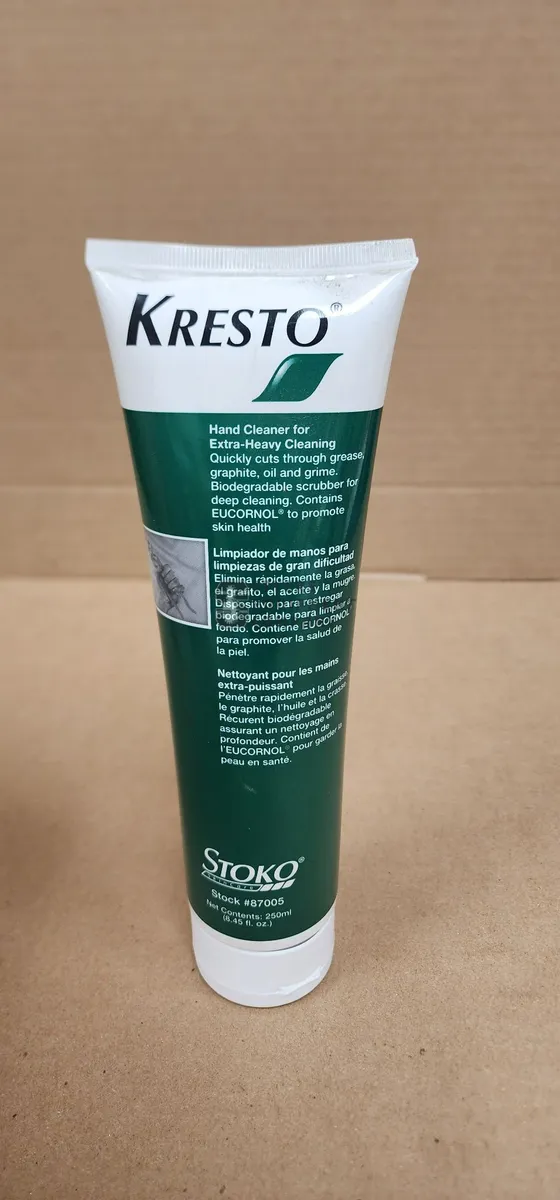 KRESTO®
Hand Cleaner for
Extra-Heavy Cleaning
Quickly cuts through grease,
graphite, oil and grime.
Biodegradable scrubber for
deep cleaning. Contains
EUCORNOL® to promote
skin health
Limpiador de manos para
limpiezas de gran dificultad
Elimina rápidamente la grasa,
el grafito, el aceite y la mugre.
Dispositivo para restregar
biodegradable para limpiar a
fondo. Contiene EUCORNOL
para promover la salud de
la piel.
Nettoyant pour les mains
extra-puissant
Pénètre rapidement la graisse,
le graphite, l'huile et la crasse.
Récurent biodégradable
assurant un nettoyage en
profondeur. Contient de
l'EUCORNOL® pour garder la
peau en santé.
STOKO®
SKINCARE
Stock #87005
Net Contents: 250ml
(8.45 fl. oz.)